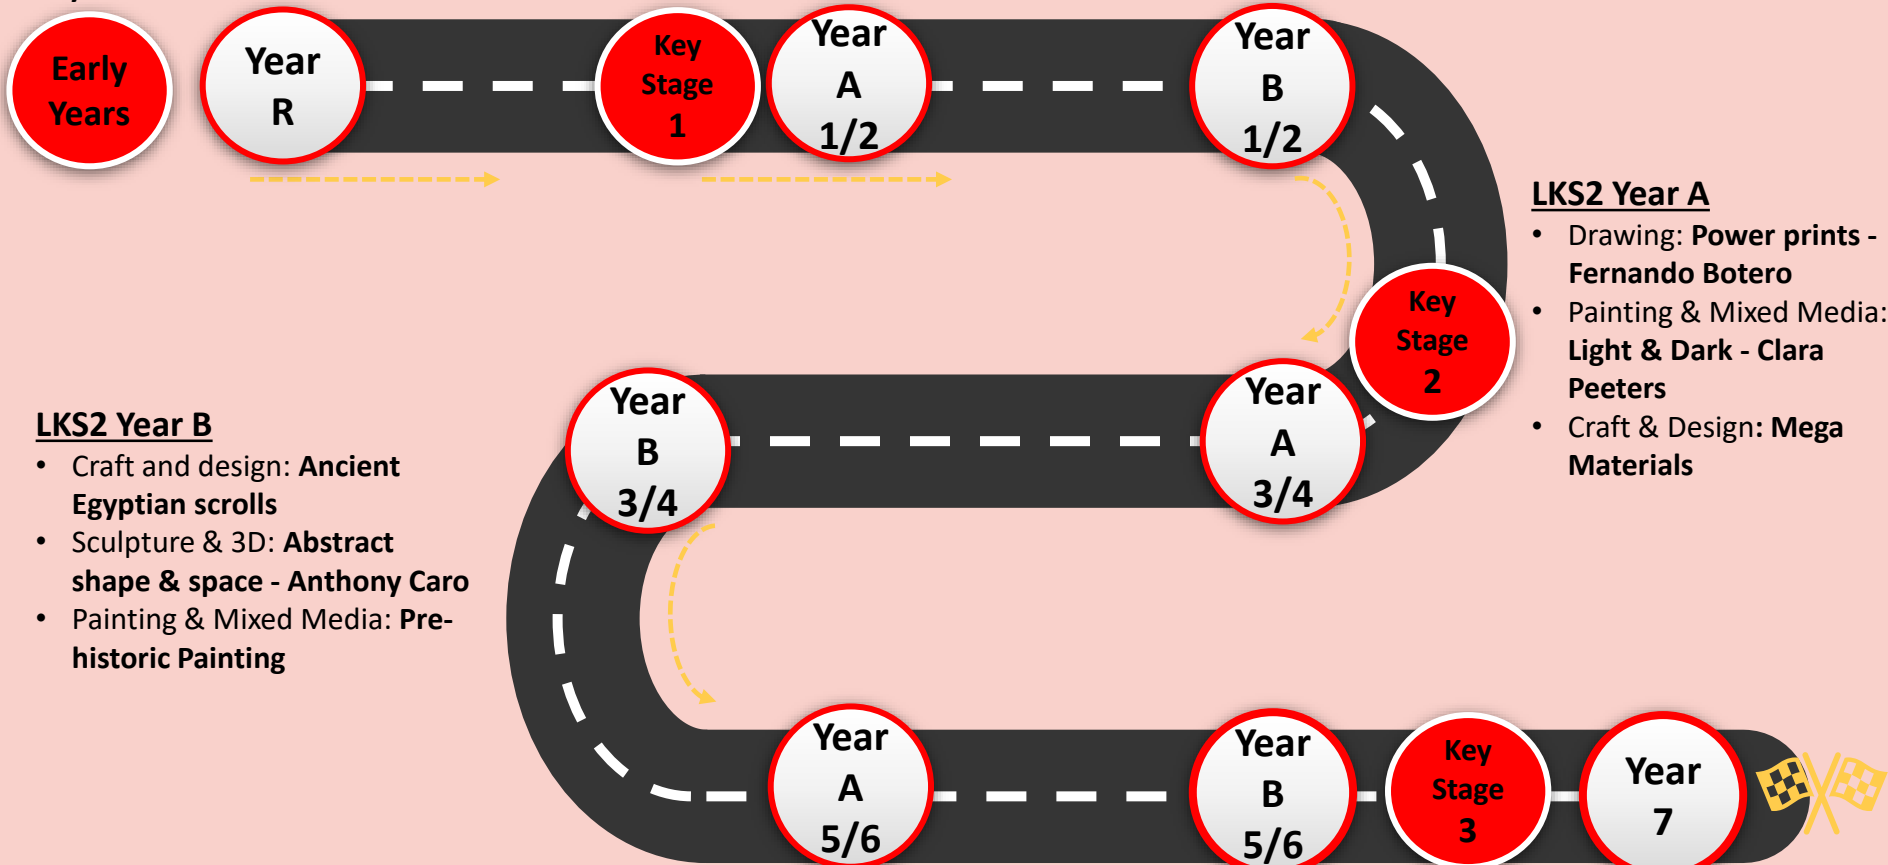 Early
Years
Year
R
Key
Stage
1
Year
A
1/2
Year
B
1/2
LKS2 Year A
• Drawing: Power prints -
Fernando Botero
• Painting & Mixed Media:
Light & Dark - Clara
Peeters
• Craft & Design: Mega
Materials
Key
Stage
2
Year
A
3/4
Year
B
3/4
LKS2 Year B
• Craft and design: Ancient
Egyptian scrolls
• Sculpture & 3D: Abstract
shape & space - Anthony Caro
• Painting & Mixed Media: Pre-
historic Painting
Year
A
5/6
Year
B
5/6
Key
Stage
3
Year
7